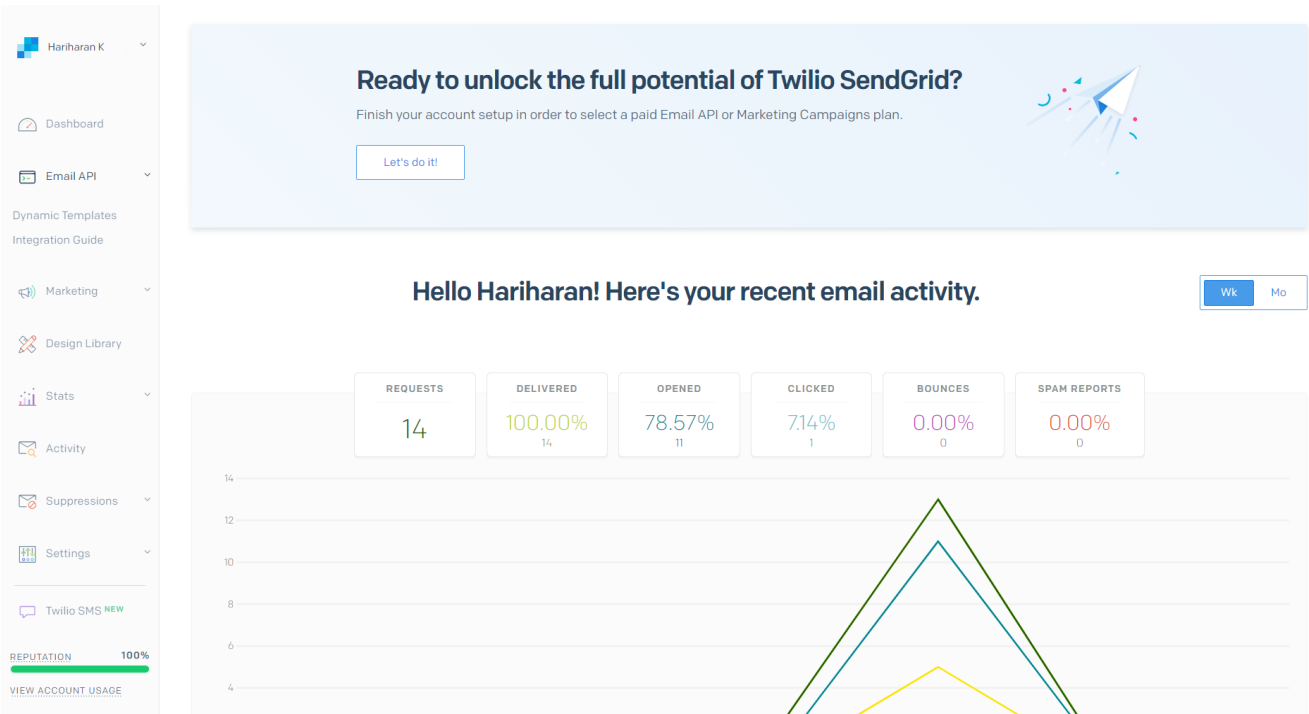 Hariharan K
Dashboard
Email API
Dynamic Templates
Integration Guide
Marketing
Design Library
Stats
Activity
Suppressions
Settings
Twilio SMS NEW
REPUTATION 100%
VIEW ACCOUNT USAGE
Ready to unlock the full potential of Twilio SendGrid?
Finish your account setup in order to select a paid Email API or Marketing Campaigns plan.
Let's do it!
Hello Hariharan! Here's your recent email activity.
Wk Mo
REQUESTS
14
DELIVERED
100.00%
14
OPENED
78.57%
11
CLICKED
7.14%
1
BOUNCES
0.00%
0
SPAM REPORTS
0.00%
0
14
12
10
8
6
4